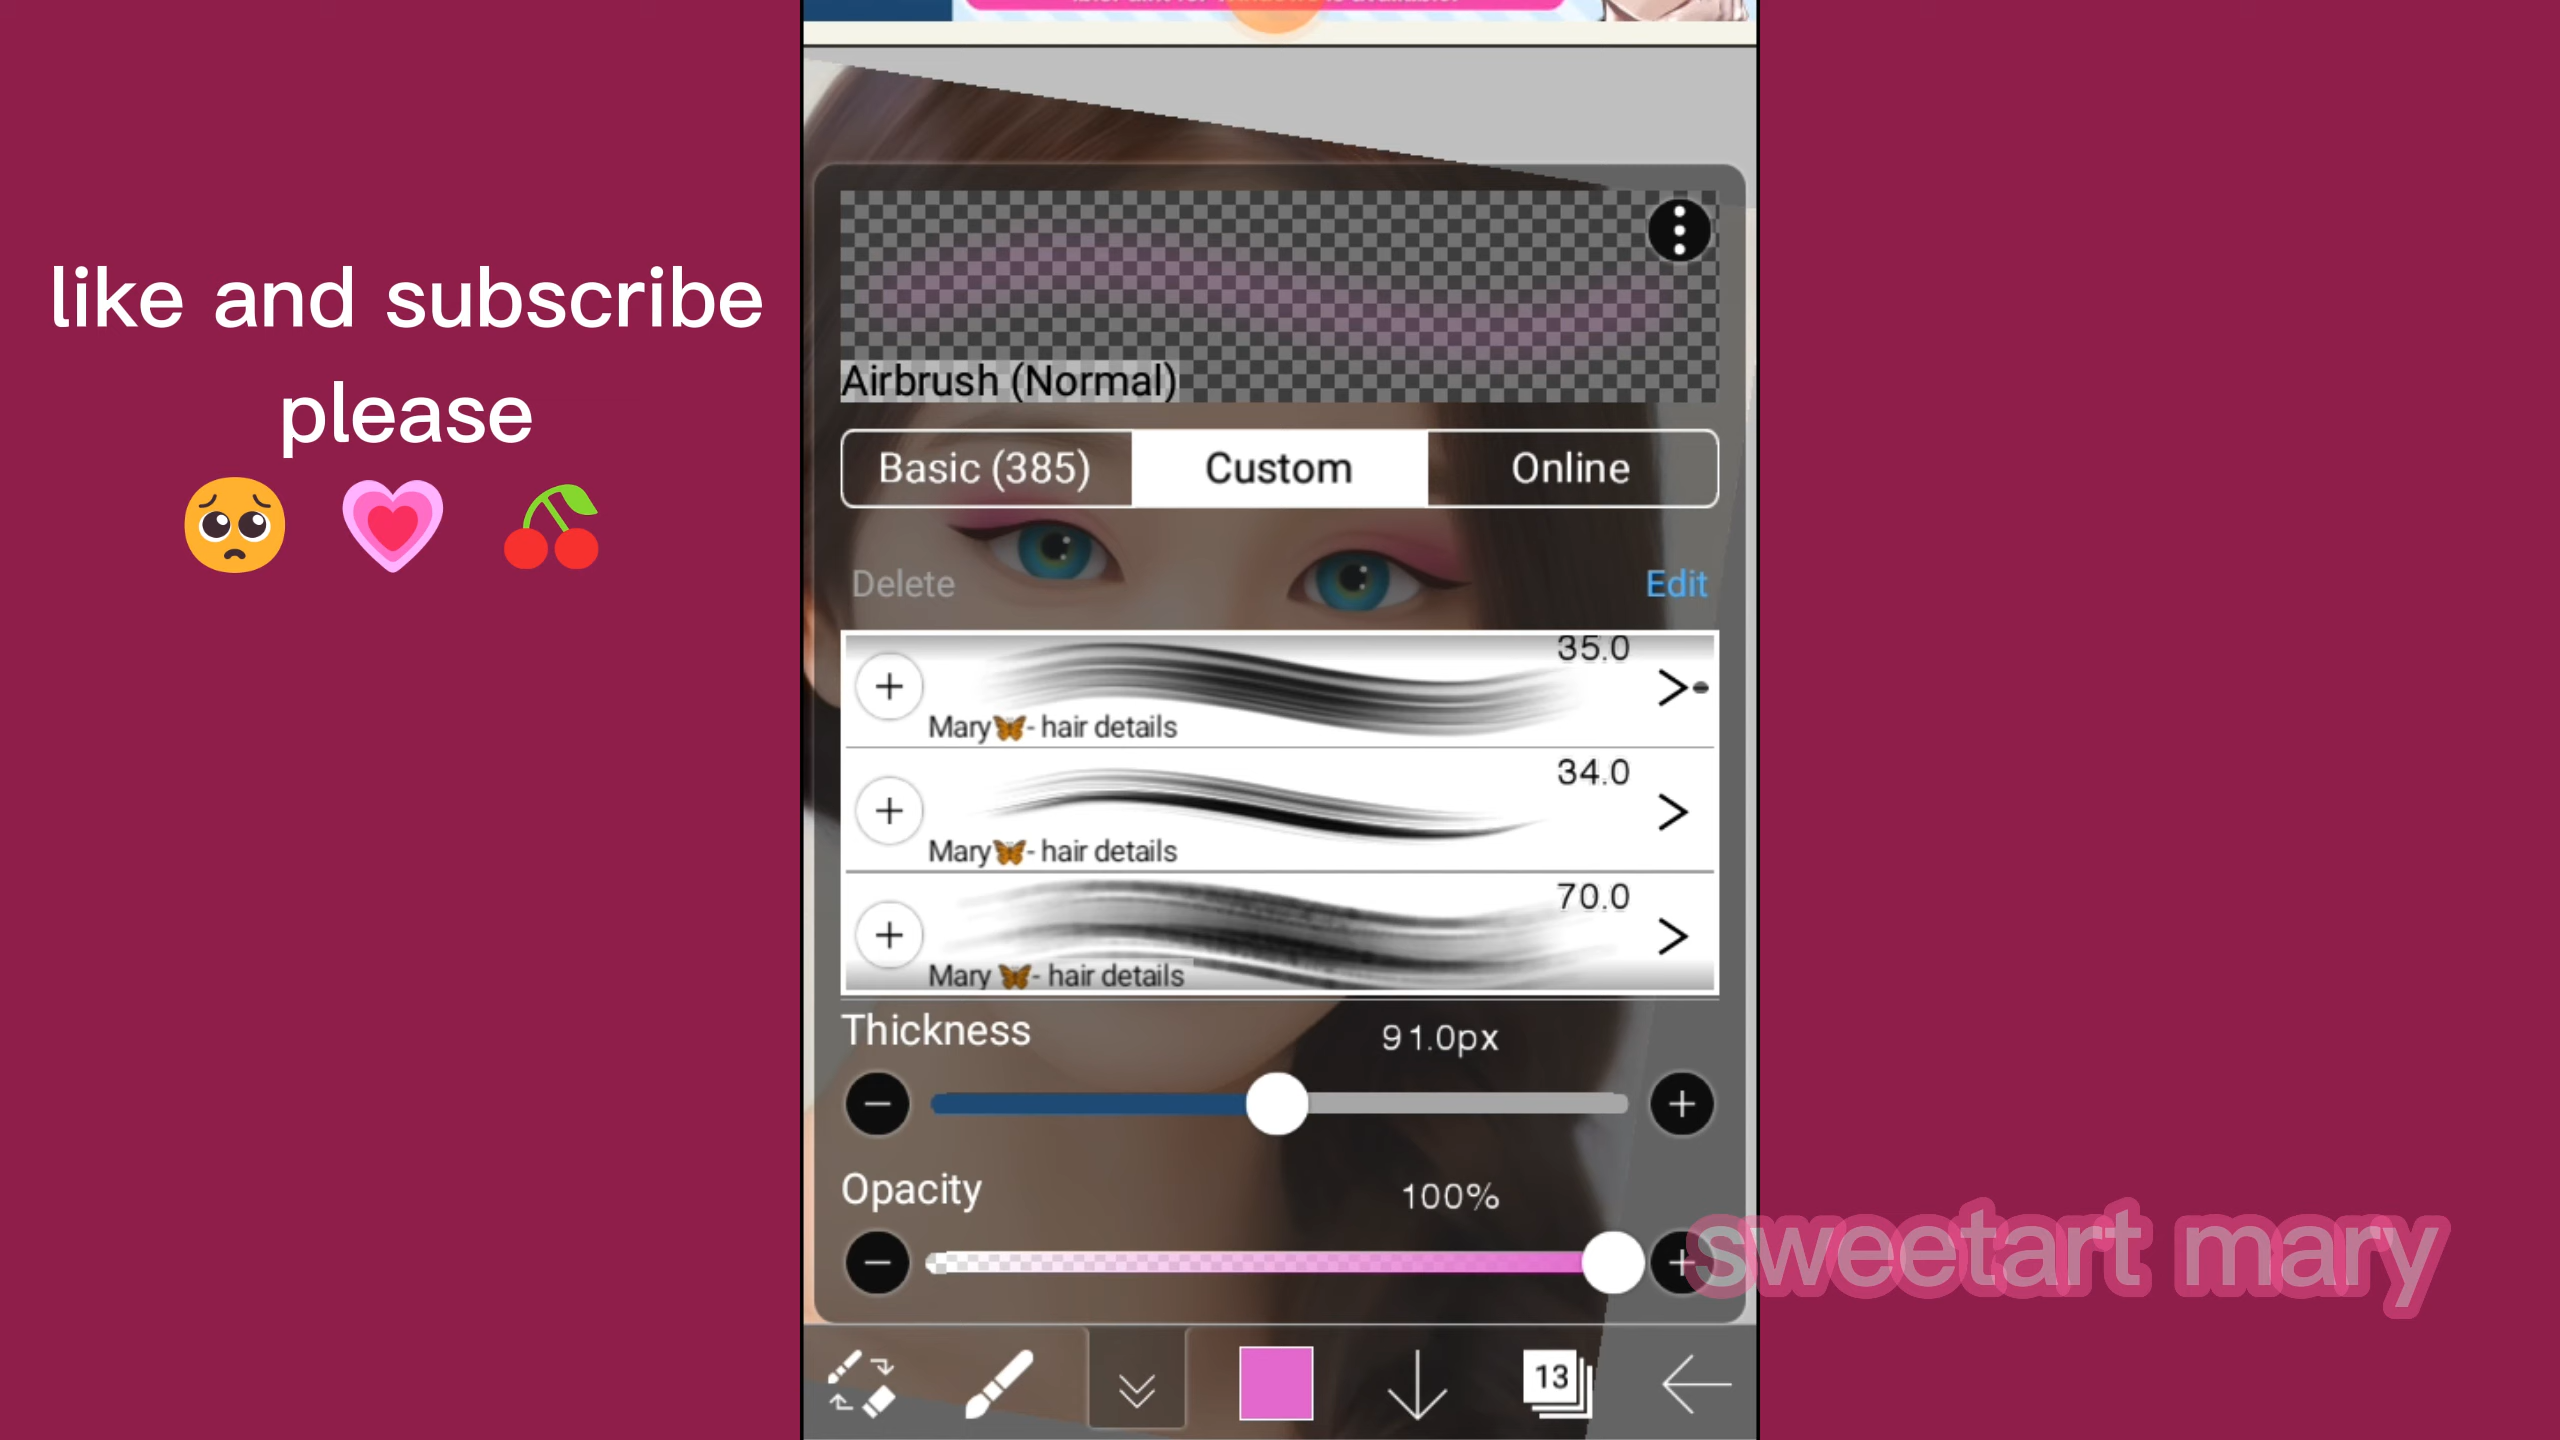 like and subscribe
please
Airbrush (Normal)
Basic (385)
Custom
Online
Delete
Edit
35.0
Mary🦋- hair details
34.0
Mary🦋- hair details
70.0
Mary 🦋- hair details
Thickness
91.0px
Opacity
100%
sweetart mary
13